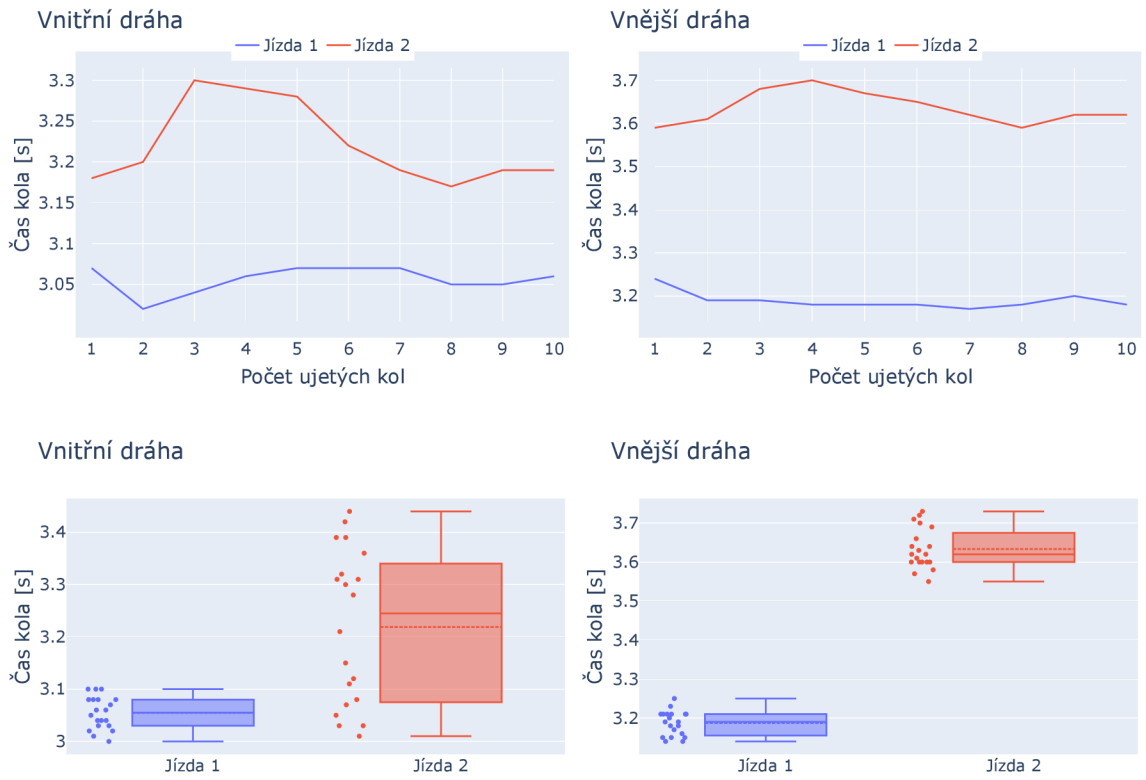 Vnitřní dráha
Jízda 1 Jízda 2
3.3
3.25
3.2
3.15
3.1
3.05
Čas kola [s]
1 2 3 4 5 6 7 8 9 10
Počet ujetých kol
Vnější dráha
Jízda 1 Jízda 2
3.7
3.6
3.5
3.4
3.3
3.2
Čas kola [s]
1 2 3 4 5 6 7 8 9 10
Počet ujetých kol
Vnitřní dráha
3.4
3.3
3.2
3.1
3
Čas kola [s]
Jízda 1 Jízda 2
Vnější dráha
3.7
3.6
3.5
3.4
3.3
3.2
Čas kola [s]
Jízda 1 Jízda 2